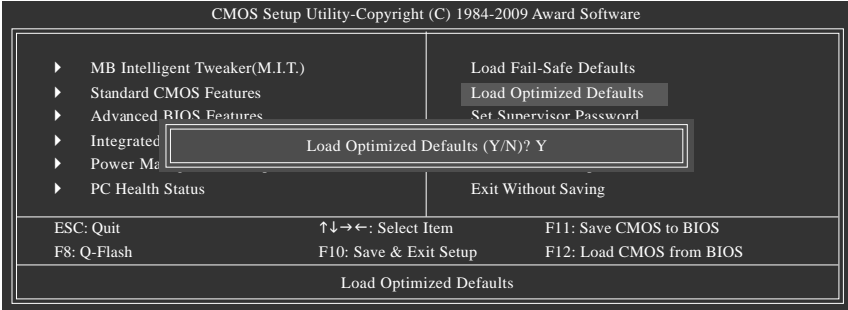 CMOS Setup Utility-Copyright (C) 1984-2009 Award Software
MB Intelligent Tweaker(M.I.T.)
Standard CMOS Features
Advanced BIOS Features
Integrated
Power
PC Health Status
Load Fail-Safe Defaults
Load Optimized Defaults
Set Supervisor Password
Exit Without Saving
Load Optimized Defaults (Y/N)? Y
ESC: Quit
↑↓→←: Select Item
F11: Save CMOS to BIOS
F8: Q-Flash
F10: Save & Exit Setup
F12: Load CMOS from BIOS
Load Optimized Defaults